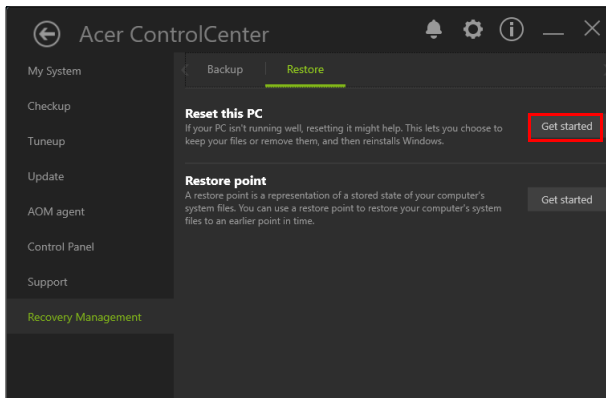 Acer ControlCenter
My System
Checkup
Tuneup
Update
AOM agent
Control Panel
Support
Recovery Management
Backup
Restore
Reset this PC
If your PC isn't running well, resetting it might help. This lets you choose to
keep your files or remove them, and then reinstalls Windows.
Get started
Restore point
A restore point is a representation of a stored state of your computer's
system files. You can use a restore point to restore your computer's system
files to an earlier point in time.
Get started